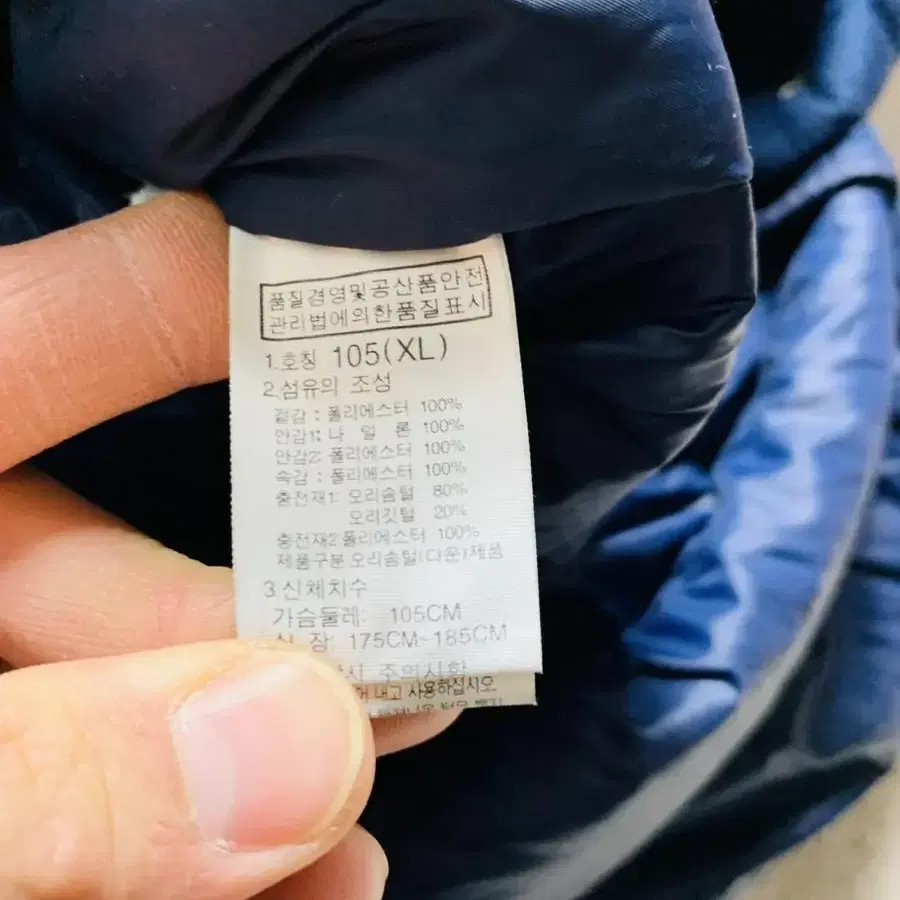 품질경영및공산품안전
관리법에의한품질표시
1.호칭 105(XL)
2.섬유의 조성
겉감 : 폴리에스터 100%
안감1: 나 일 론 100%
안감2: 폴리에스터 100%
속감 : 폴리에스터 100%
충전재1: 오리솜털 80%
오리깃털 20%
충전재2 폴리에스터 100%
제품구분 오리솜털(다운)제품
3.신체치수
가슴둘레: 105CM
장: 175CM~185CM
주의사항
내고 사용하십시오